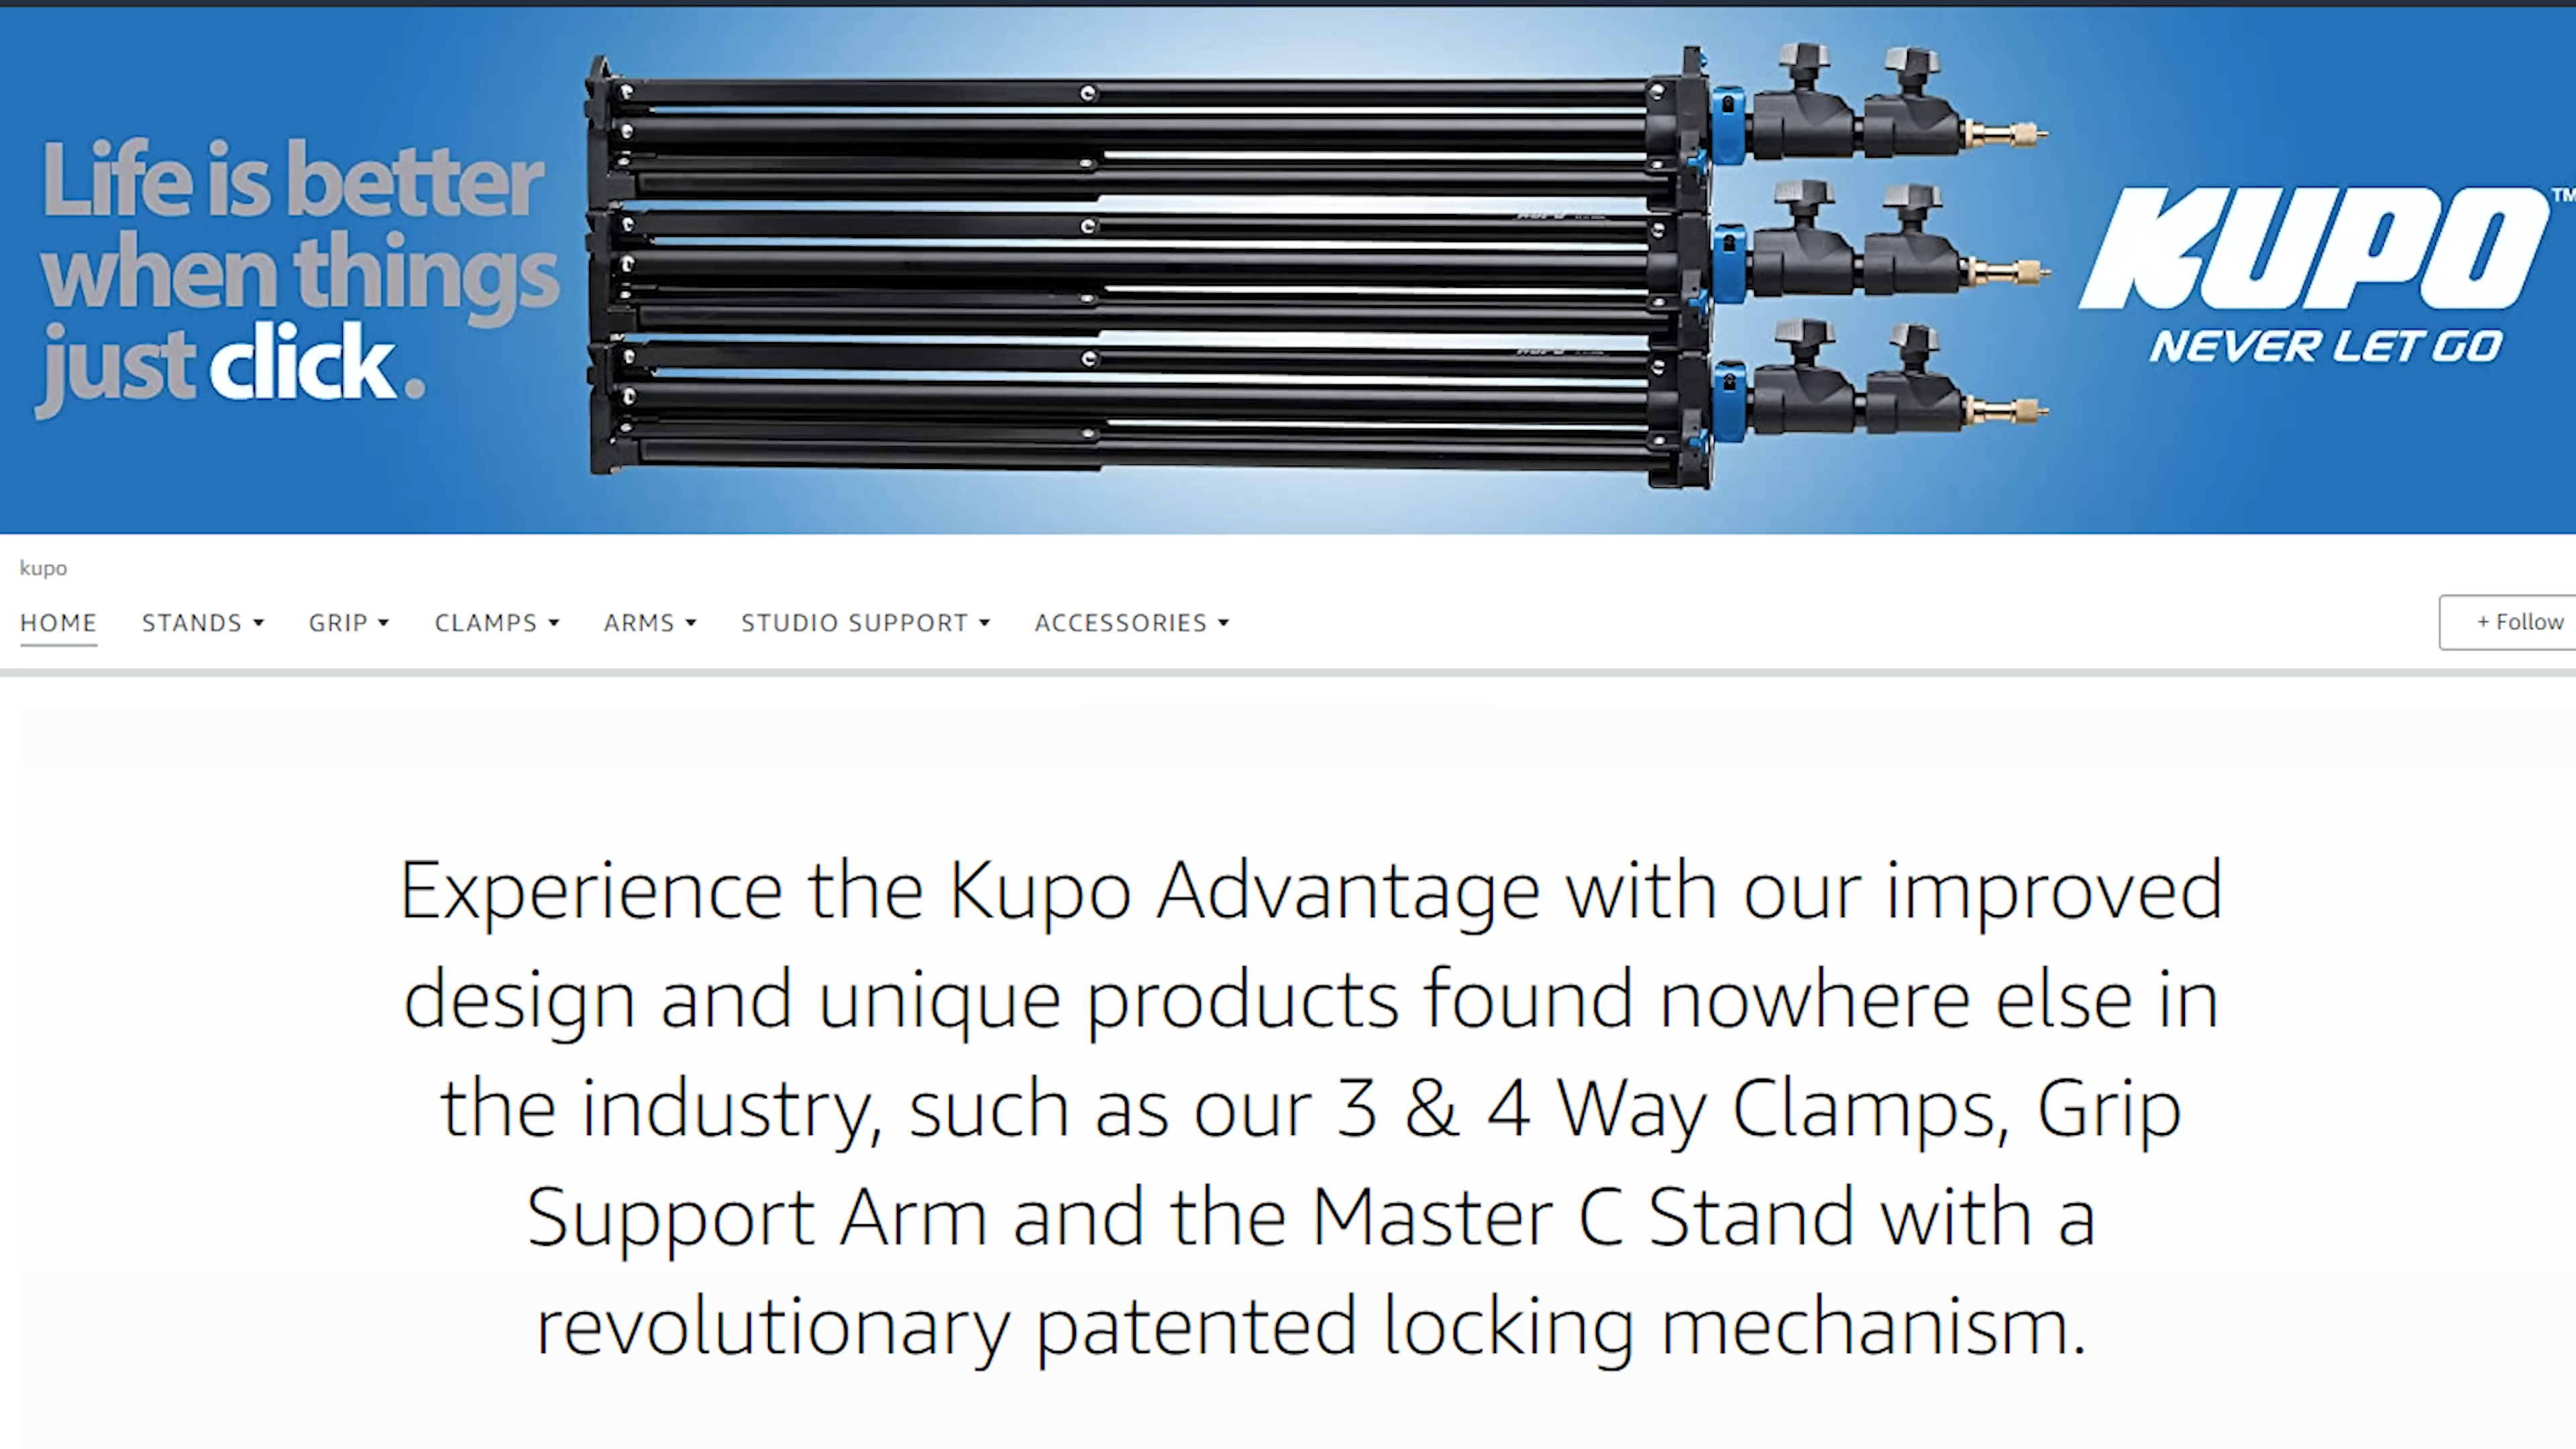 Life is better
when things
just click.
KUPO™
NEVER LET GO
kupo
HOME STANDS GRIP CLAMPS ARMS STUDIO SUPPORT ACCESSORIES + Follow
Experience the Kupo Advantage with our improved
design and unique products found nowhere else in
the industry, such as our 3 & 4 Way Clamps, Grip
Support Arm and the Master C Stand with a
revolutionary patented locking mechanism.